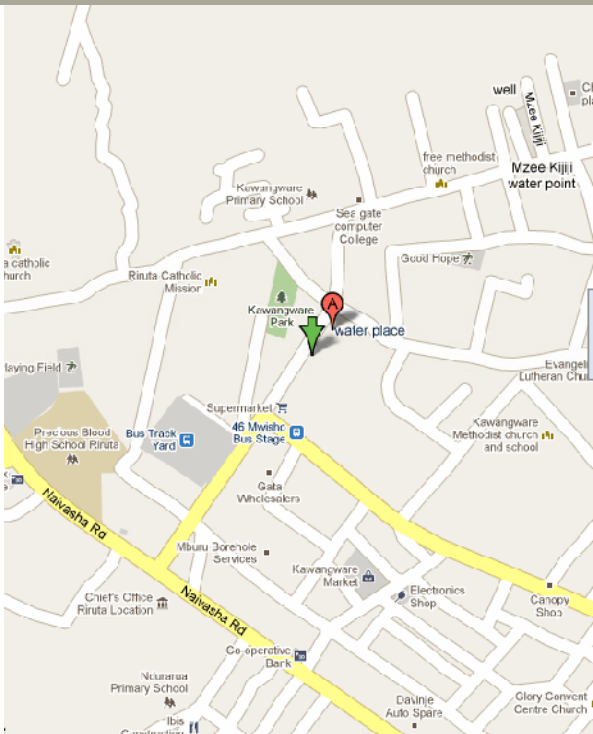 well
Mzee Kijiji
free methodist
church
Mzee Kijiji
water point
Kawangware
Primary School
Sea gate
computer
College
Good Hope
a catholic
hurch
Riruta Catholic
Mission
Kawangware
Park
A
water place
Evangeli
Lutheran Chur
laying Field
Supermarket
46 Mwisho
Bus Stage
Kawangware
Methodist church
and school
Precious Blood
High School Riruta
Bus Track
Yard
Gata
Wholesalers
Naivasha Rd
Mburu Borehole
Services
Kawangware
Market
Electronics
Shop
Canopy
Shop
Chief's Office
Riruta Location
Naivasha Rd
Co operative
Bank
Primary School
Davinje
Auto Spare
Glory Convent
Centre Church
Ibis